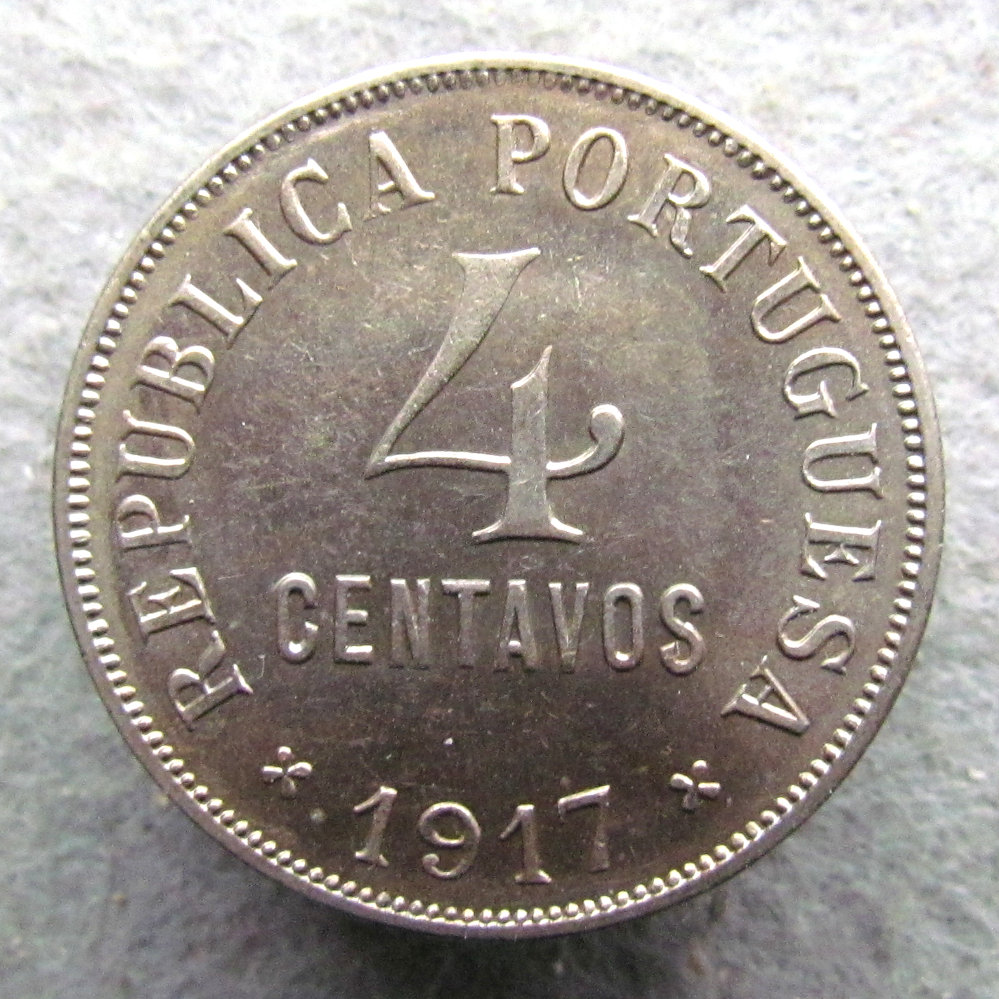 REPUBLICA PORTUGUESA
4
CENTAVOS
1917